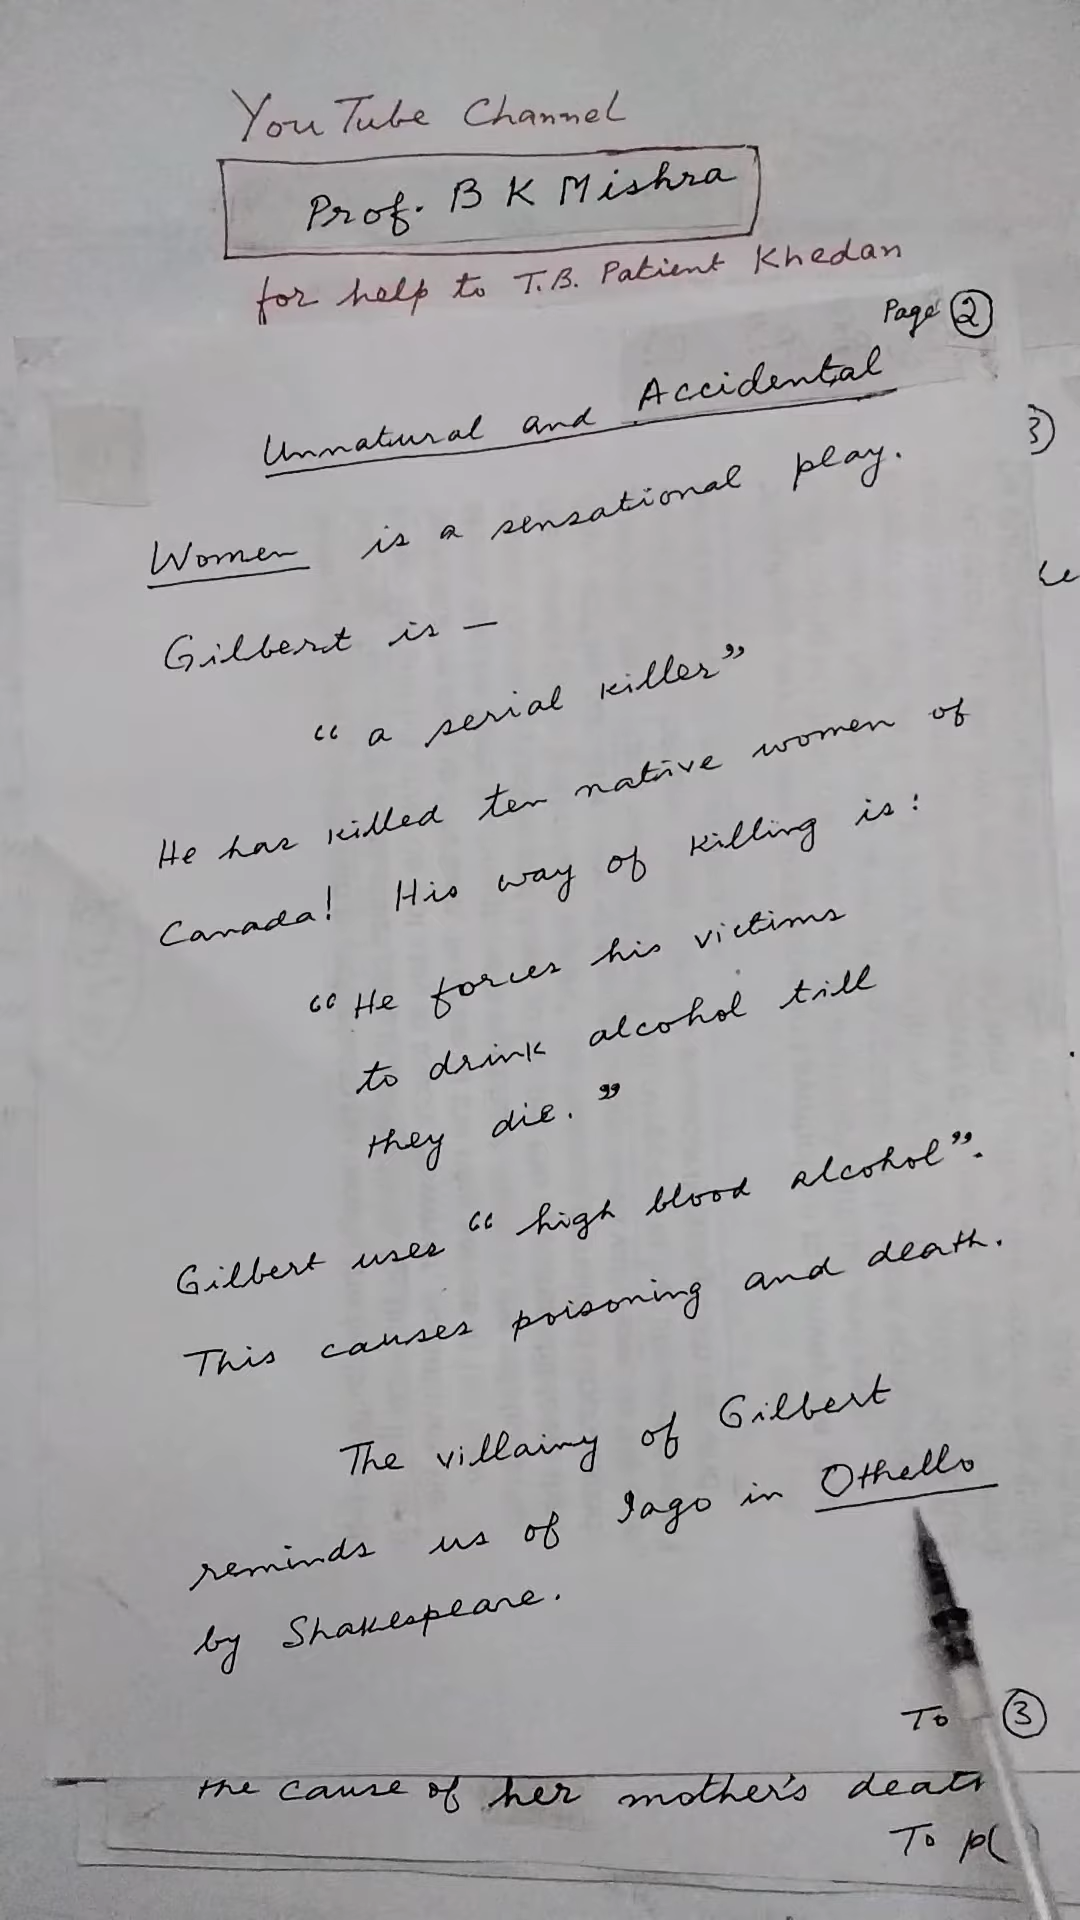 YouTube Channel
Prof. B K Mishra
for help to T.B. Patient Khedan
Page 2
Unnatural and Accidental
Women is a sensational play.
Gilbert is —
“ a serial killer”
He has killed ten native women of
Canada! His way of killing is:
“He forces his victims
to drink alcohol till
they die.”
Gilbert uses “ high blood alcohol”.
This causes poisoning and death.
The villainy of Gilbert
reminds us of Iago in Othello
by Shakespeare.
To 3
the cause of her mother's death
To